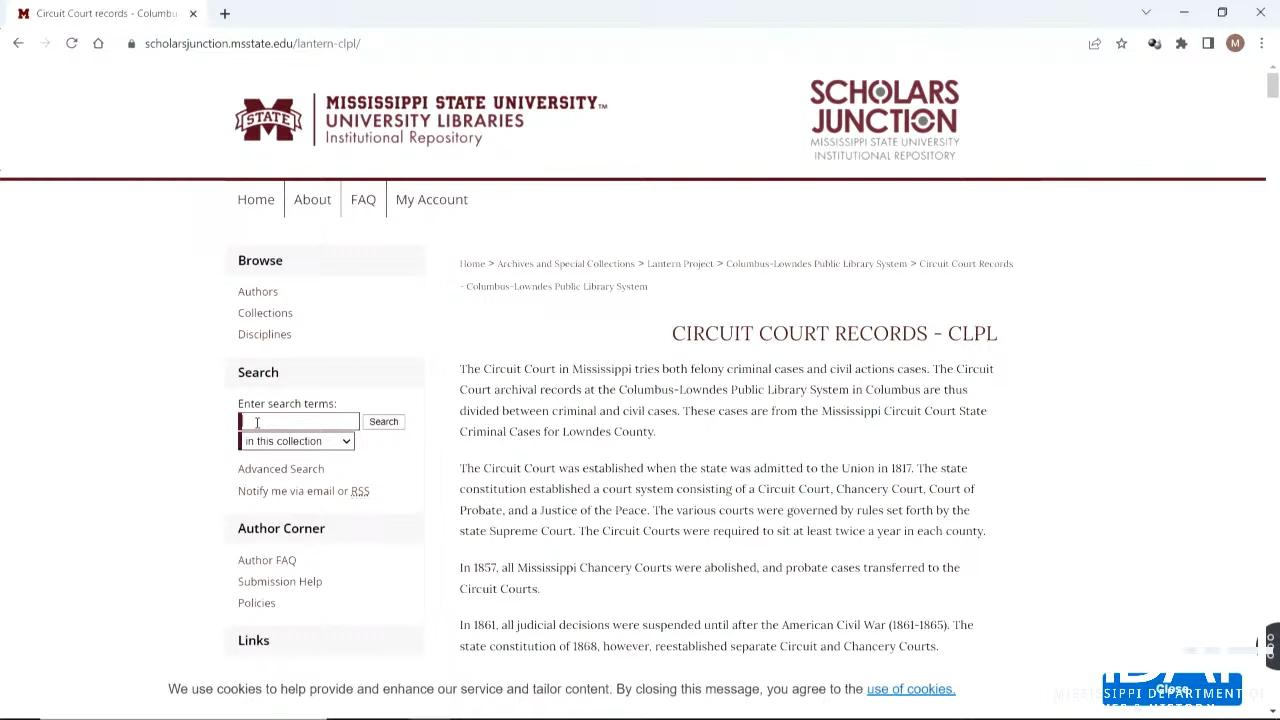 Circuit Court records - Columbu
scholarsjunction.msstate.edu/lantern-clpl/
M
STATE
MISSISSIPPI STATE UNIVERSITY™
UNIVERSITY LIBRARIES
Institutional Repository
SCHOLARS
JUNCTION
MISSISSIPPI STATE UNIVERSITY
INSTITUTIONAL REPOSITORY
Home
About
FAQ
My Account
Browse
Authors
Collections
Disciplines
Search
Enter search terms:
Search
in this collection
Advanced Search
Notify me via email or RSS
Author Corner
Author FAQ
Submission Help
Policies
Links
Home > Archives and Special Collections > Lantern Project > Columbus-Lowndes Public Library System > Circuit Court Records
- Columbus-Lowndes Public Library System
CIRCUIT COURT RECORDS - CLPL
The Circuit Court in Mississippi tries both felony criminal cases and civil actions cases. The Circuit
Court archival records at the Columbus-Lowndes Public Library System in Columbus are thus
divided between criminal and civil cases. These cases are from the Mississippi Circuit Court State
Criminal Cases for Lowndes County.
The Circuit Court was established when the state was admitted to the Union in 1817. The state
constitution established a court system consisting of a Circuit Court, Chancery Court, Court of
Probate, and a Justice of the Peace. The various courts were governed by rules set forth by the
state Supreme Court. The Circuit Courts were required to sit at least twice a year in each county.
In 1857, all Mississippi Chancery Courts were abolished, and probate cases transferred to the
Circuit Courts.
In 1861, all judicial decisions were suspended until after the American Civil War (1861-1865). The
state constitution of 1868, however, reestablished separate Circuit and Chancery Courts.
We use cookies to help provide and enhance our service and tailor content. By closing this message, you agree to the use of cookies.
Close
MISSISSIPPI DEPARTMENT